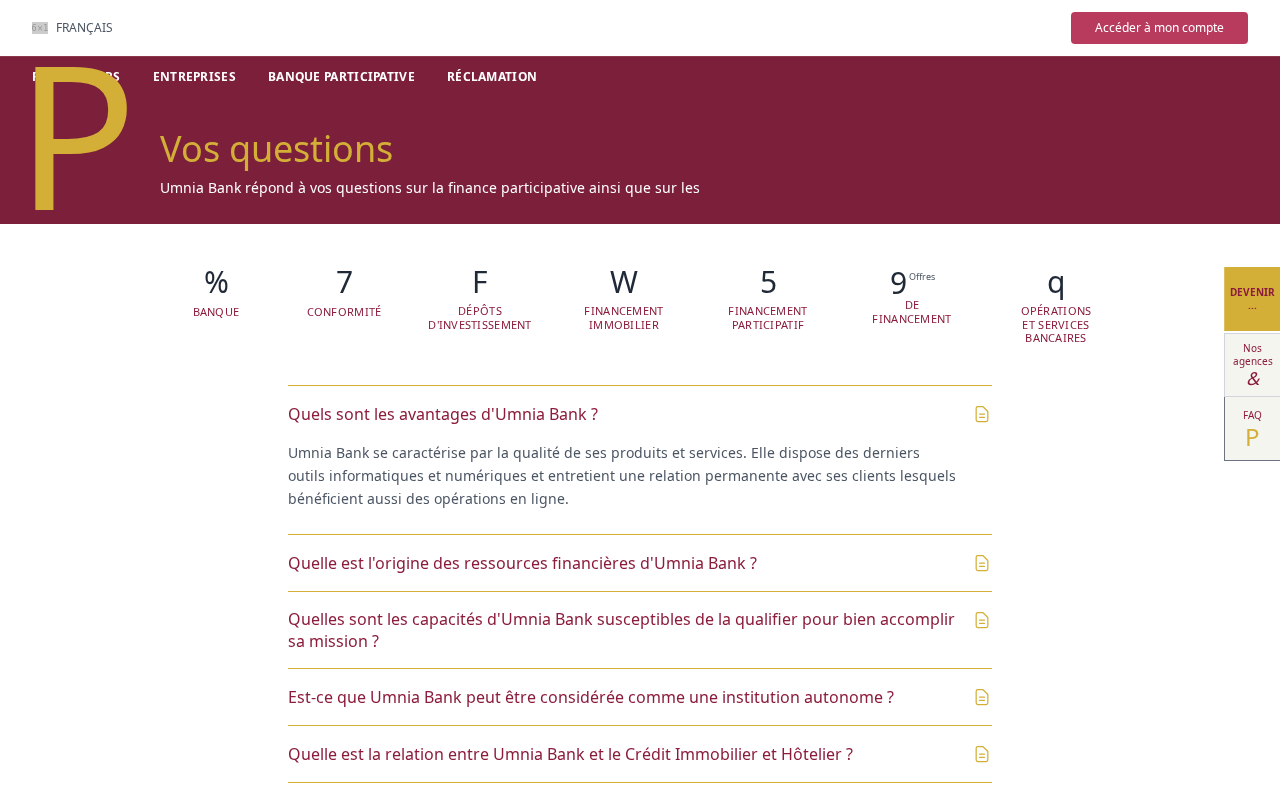 FRANÇAIS
Accéder à mon compte
ENTREPRISES
BANQUE PARTICIPATIVE
RÉCLAMATION
P
Vos questions
Umnia Bank répond à vos questions sur la finance participative ainsi que sur les
%
BANQUE
7
CONFORMITÉ
F
DÉPÔTS
D'INVESTISSEMENT
W
FINANCEMENT
IMMOBILIER
5
FINANCEMENT
PARTICIPATIF
9 Offres
DE
FINANCEMENT
q
OPÉRATIONS
ET SERVICES
BANCAIRES
DEVENIR
...
Nos
agences
&
FAQ
P
Quels sont les avantages d'Umnia Bank ?
Umnia Bank se caractérise par la qualité de ses produits et services. Elle dispose des derniers
outils informatiques et numériques et entretient une relation permanente avec ses clients lesquels
bénéficient aussi des opérations en ligne.
Quelle est l'origine des ressources financières d'Umnia Bank ?
Quelles sont les capacités d'Umnia Bank susceptibles de la qualifier pour bien accomplir
sa mission ?
Est-ce que Umnia Bank peut être considérée comme une institution autonome ?
Quelle est la relation entre Umnia Bank et le Crédit Immobilier et Hôtelier ?